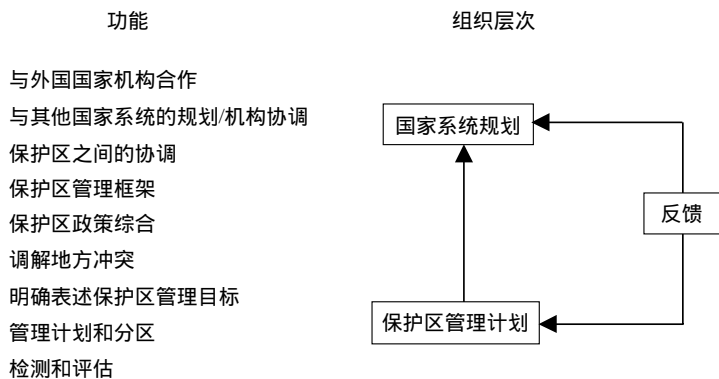 功能
组织层次
与外国国家机构合作
与其他国家系统的规划/机构协调
保护区之间的协调
保护区管理框架
保护区政策综合
调解地方冲突
明确表述保护区管理目标
管理计划和分区
检测和评估
国家系统规划
反馈
保护区管理计划